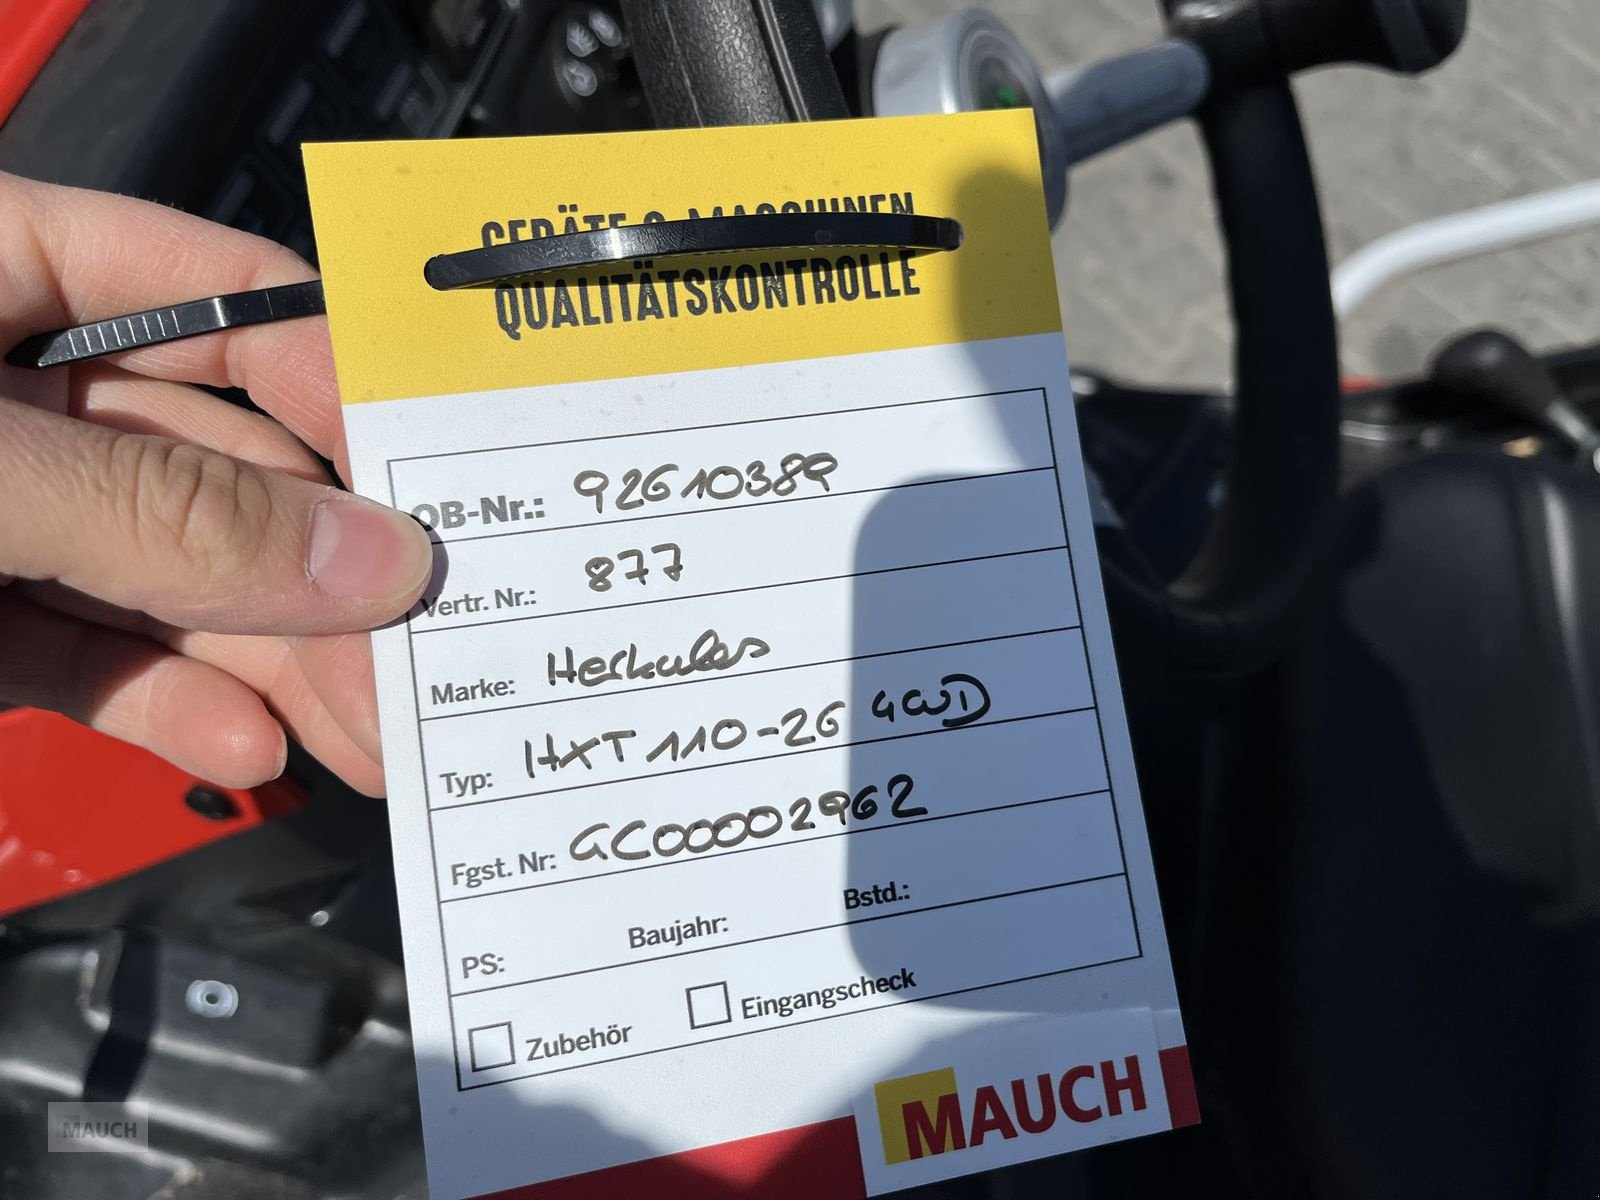 GERÄTE & MASCHINEN
QUALITÄTSKONTROLLE
OB-Nr.: 92610389
Vertr. Nr.: 877
Marke: Herkules
Typ: HXT 110-26 4WD
Fgst. Nr: GC00002962
PS: Baujahr: Bstd.:
Zubehör Eingangscheck
MAUCH
MAUCH